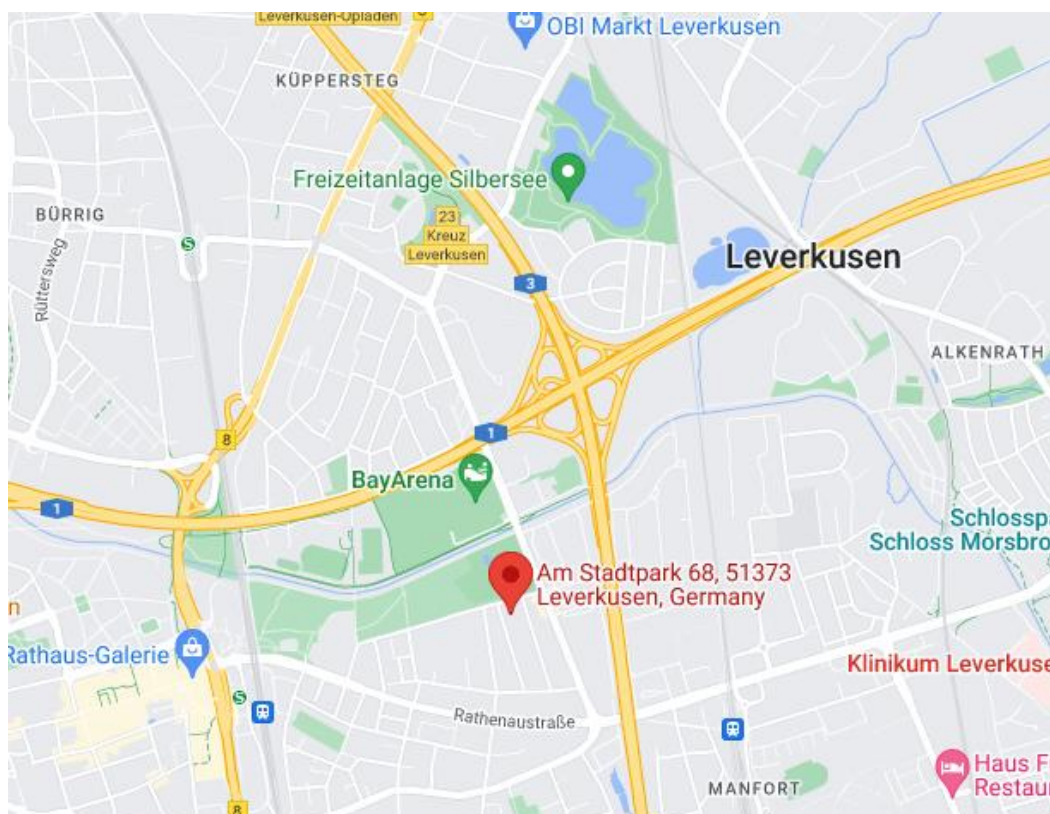 Leverkusen-Opladen
OBI Markt Leverkusen
KÜPPERSTEG
Freizeitanlage Silbersee
BÜRRIG
23
Kreuz
Leverkusen
S
Rüttersweg
Leverkusen
3
ALKENRATH
1
8
BayArena
1
Schlosspa
Schloss Morsbro
Am Stadtpark 68, 51373
Leverkusen, Germany
n
Rathaus-Galerie
Klinikum Leverkuse
S
Rathenaustraße
MANFORT
Haus F
Restau
8